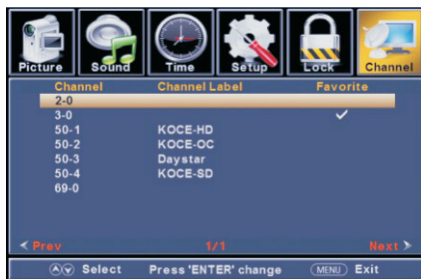 Picture Sound Time Setup Lock Channel
Channel Channel Label Favorite
2-0
3-0
50-1 KOCE-HD
50-2 KOCE-OC
50-3 Daystar
50-4 KOCE-SD
69-0
Prev 1/1 Next
Select Press 'ENTER' change MENU Exit